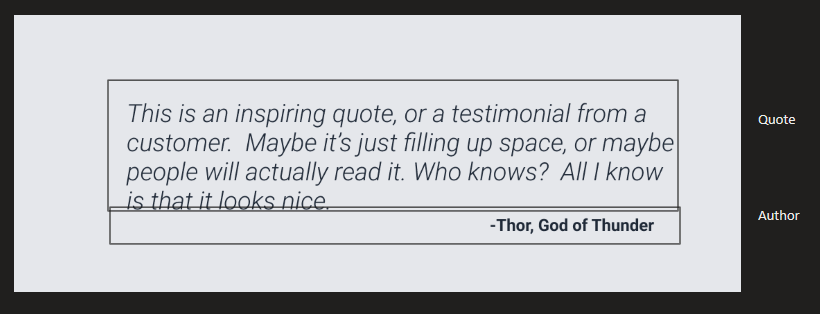 This is an inspiring quote, or a testimonial from a
customer.  Maybe it’s just filling up space, or maybe
people will actually read it. Who knows?  All I know
is that it looks nice.
-Thor, God of Thunder
Quote
Author